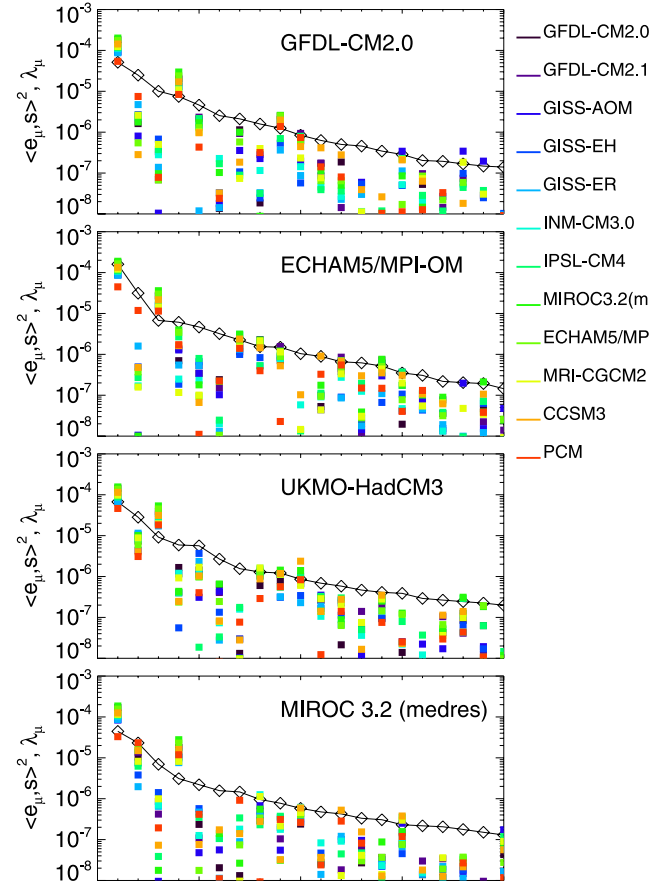 10⁻³
10⁻⁴
10⁻⁵
10⁻⁶
10⁻⁷
10⁻⁸
<e_μ,s>², λ_μ
GFDL-CM2.0
10⁻³
10⁻⁴
10⁻⁵
10⁻⁶
10⁻⁷
10⁻⁸
<e_μ,s>², λ_μ
ECHAM5/MPI-OM
10⁻³
10⁻⁴
10⁻⁵
10⁻⁶
10⁻⁷
10⁻⁸
<e_μ,s>², λ_μ
UKMO-HadCM3
10⁻³
10⁻⁴
10⁻⁵
10⁻⁶
10⁻⁷
10⁻⁸
<e_μ,s>², λ_μ
MIROC 3.2 (medres)
GFDL-CM2.0
GFDL-CM2.1
GISS-AOM
GISS-EH
GISS-ER
INM-CM3.0
IPSL-CM4
MIROC3.2(m
ECHAM5/MP
MRI-CGCM2
CCSM3
PCM